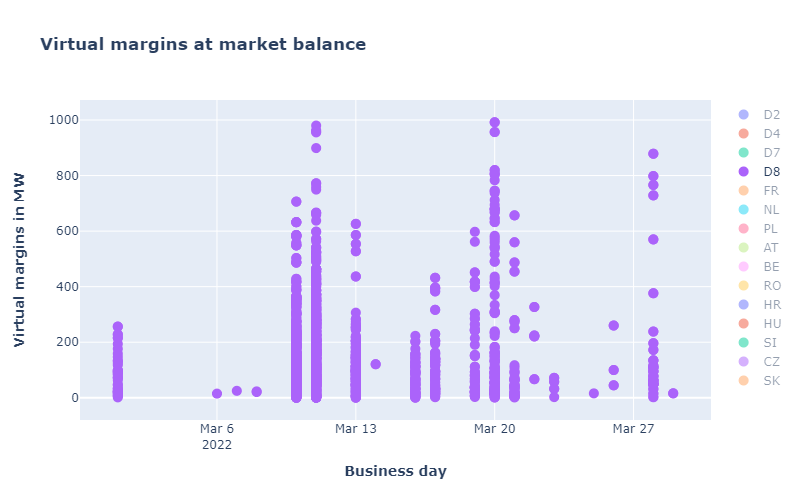 Virtual margins at market balance
1000
800
600
400
200
0
Virtual margins in MW
Mar 6
2022
Mar 13
Mar 20
Mar 27
Business day
D2
D4
D7
D8
FR
NL
PL
AT
BE
RO
HR
HU
SI
CZ
SK